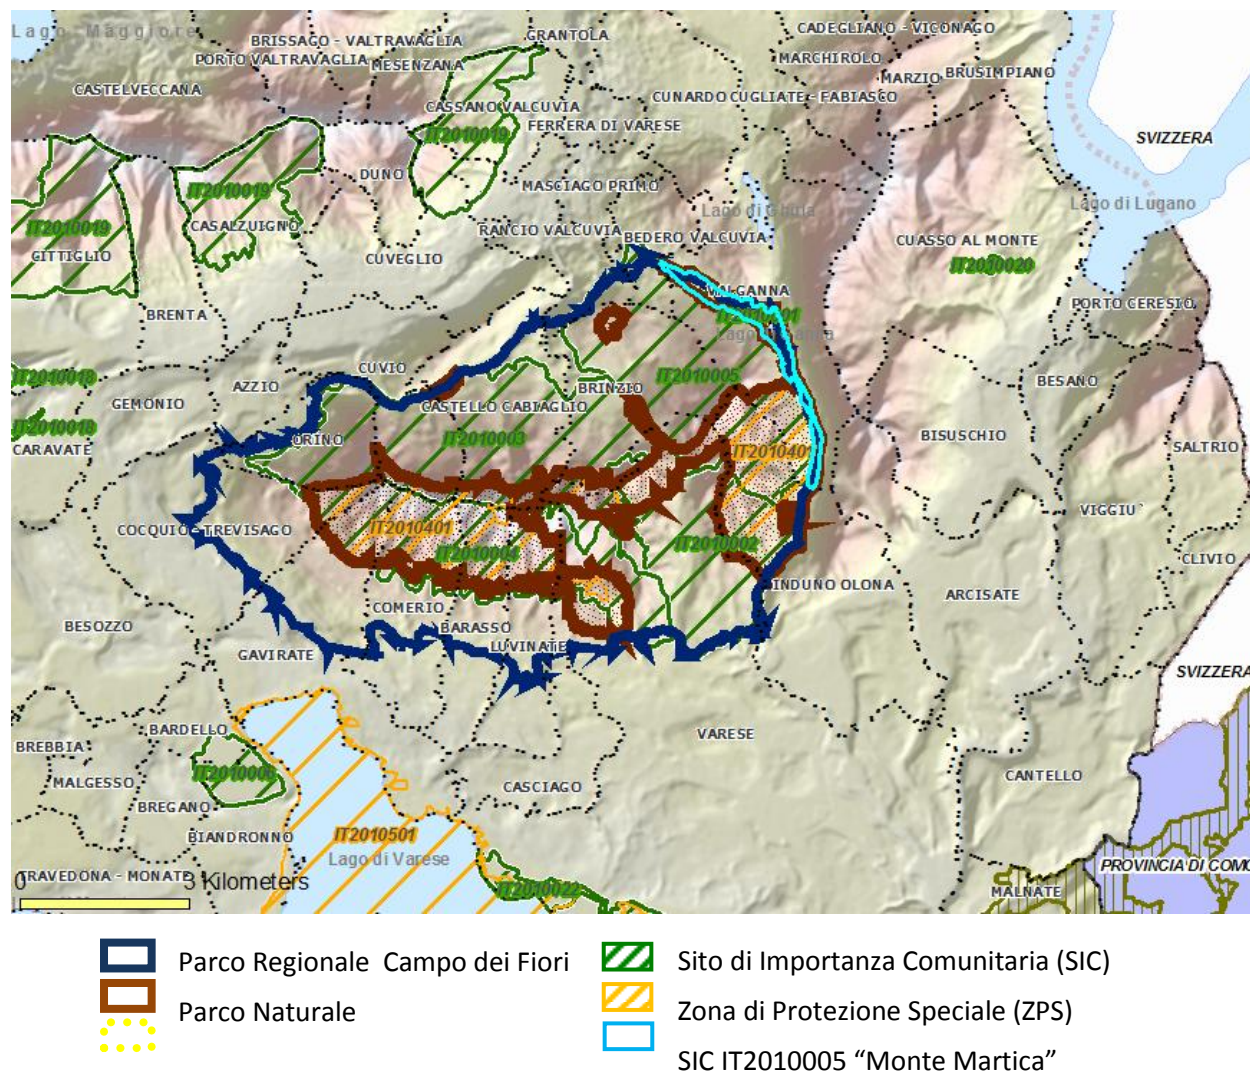 Lago Maggiore
BRISSAGO - VALTRAVAGLIA
GRANTOLA
CADEGLIANO - VICONAGO
PORTO VALTRAVAGLIA
MESENZANA
MARCHIROLO
MARZIO
BRUSIMPIANO
CASTELVECCANA
CASSANO VALCUVIA
CUNARDO
CUGLIATE - FABIASCO
IT2010019
FERRERA DI VARESE
SVIZZERA
DUNO
MASCIAGO PRIMO
IT2010019
Lago di Ghirla
Lago di Lugano
IT2010019
CASALZUIGNO
RANCIO VALCUVIA
BEDERO VALCUVIA
CUASSO AL MONTE
CITTIGLIO
CUVEGLIO
IT2010020
VALGANNA
PORTO CERESIO
BRENTA
CUVIO
IT2010018
AZZIO
BRINZIO
IT2010005
BESANO
GEMONIO
CASTELLO CABIAGLIO
IT2010018
ORINO
IT2010003
BISUSCHIO
CARAVATE
IT201040
SALTRIO
COCQUIO - TREVISAGO
IT2010401
VIGGIU`
IT2010004
IT2010002
CLIVIO
INDUNO OLONA
COMERIO
ARCISATE
BESOZZO
BARASSO
GAVIRATE
LUVINATE
SVIZZERA
BARDELLO
VARESE
BREBBIA
IT2010006
MALGESSO
CASCIAGO
CANTELLO
BREGANO
BIANDRONNO
IT2010501
Lago di Varese
PROVINCIA DI COMO
TRAVEDONA - MONATE
0 3 Kilometers
IT2010022
MALNATE
Parco Regionale Campo dei Fiori
Sito di Importanza Comunitaria (SIC)
Parco Naturale
Zona di Protezione Speciale (ZPS)
SIC IT2010005 “Monte Martica”